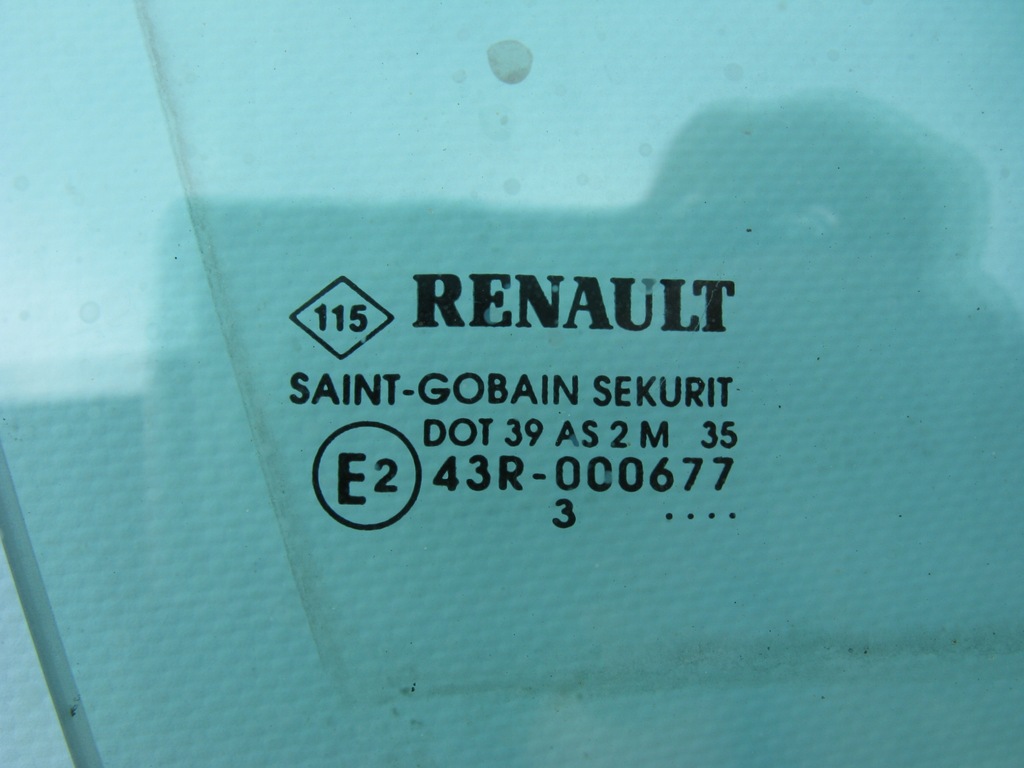 115 RENAULT
SAINT-GOBAIN SEKURIT
DOT 39 AS 2 M 35
E2 43R-000677
3 ....